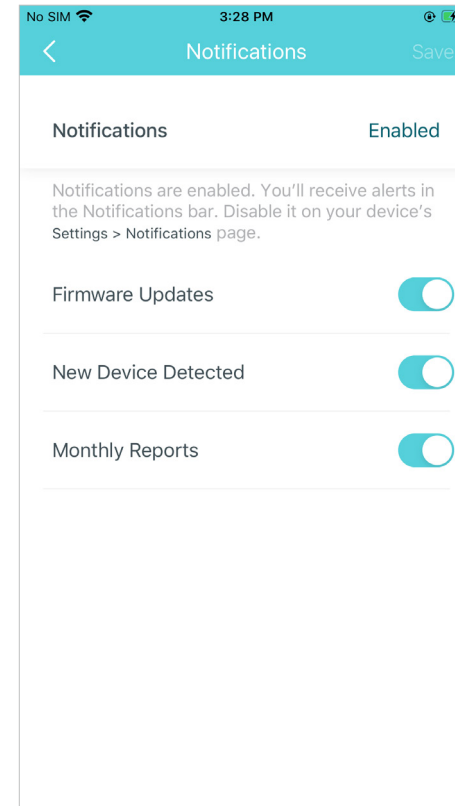 No SIM 3:28 PM
Notifications Save
Notifications Enabled
Notifications are enabled. You'll receive alerts in
the Notifications bar. Disable it on your device's
Settings > Notifications page.
Firmware Updates
New Device Detected
Monthly Reports